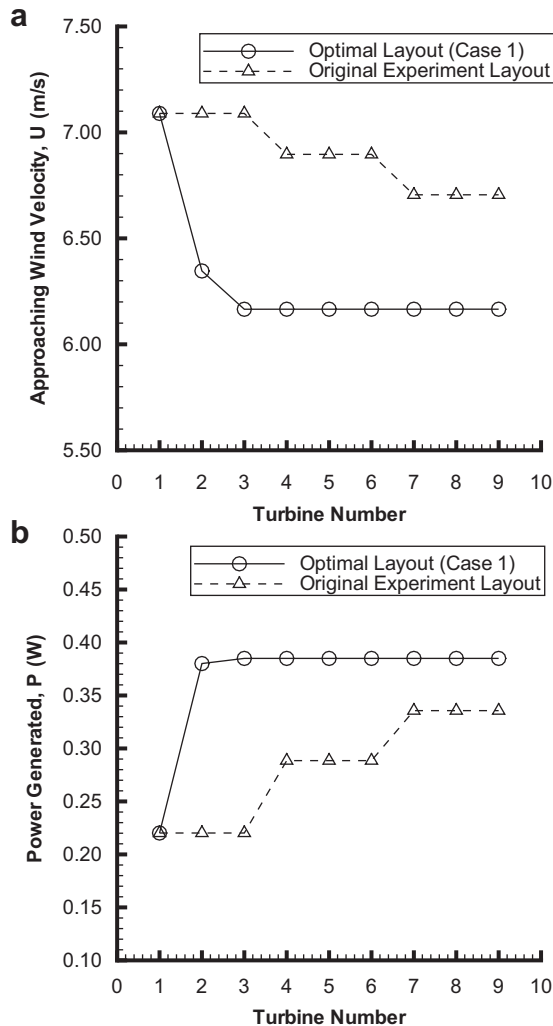 a
7.50
7.00
6.50
6.00
5.50
Approaching Wind Velocity, U (m/s)
Optimal Layout (Case 1)
Original Experiment Layout
0 1 2 3 4 5 6 7 8 9 10
Turbine Number
b
0.50
0.45
0.40
0.35
0.30
0.25
0.20
0.15
0.10
Power Generated, P (W)
Optimal Layout (Case 1)
Original Experiment Layout
0 1 2 3 4 5 6 7 8 9 10
Turbine Number